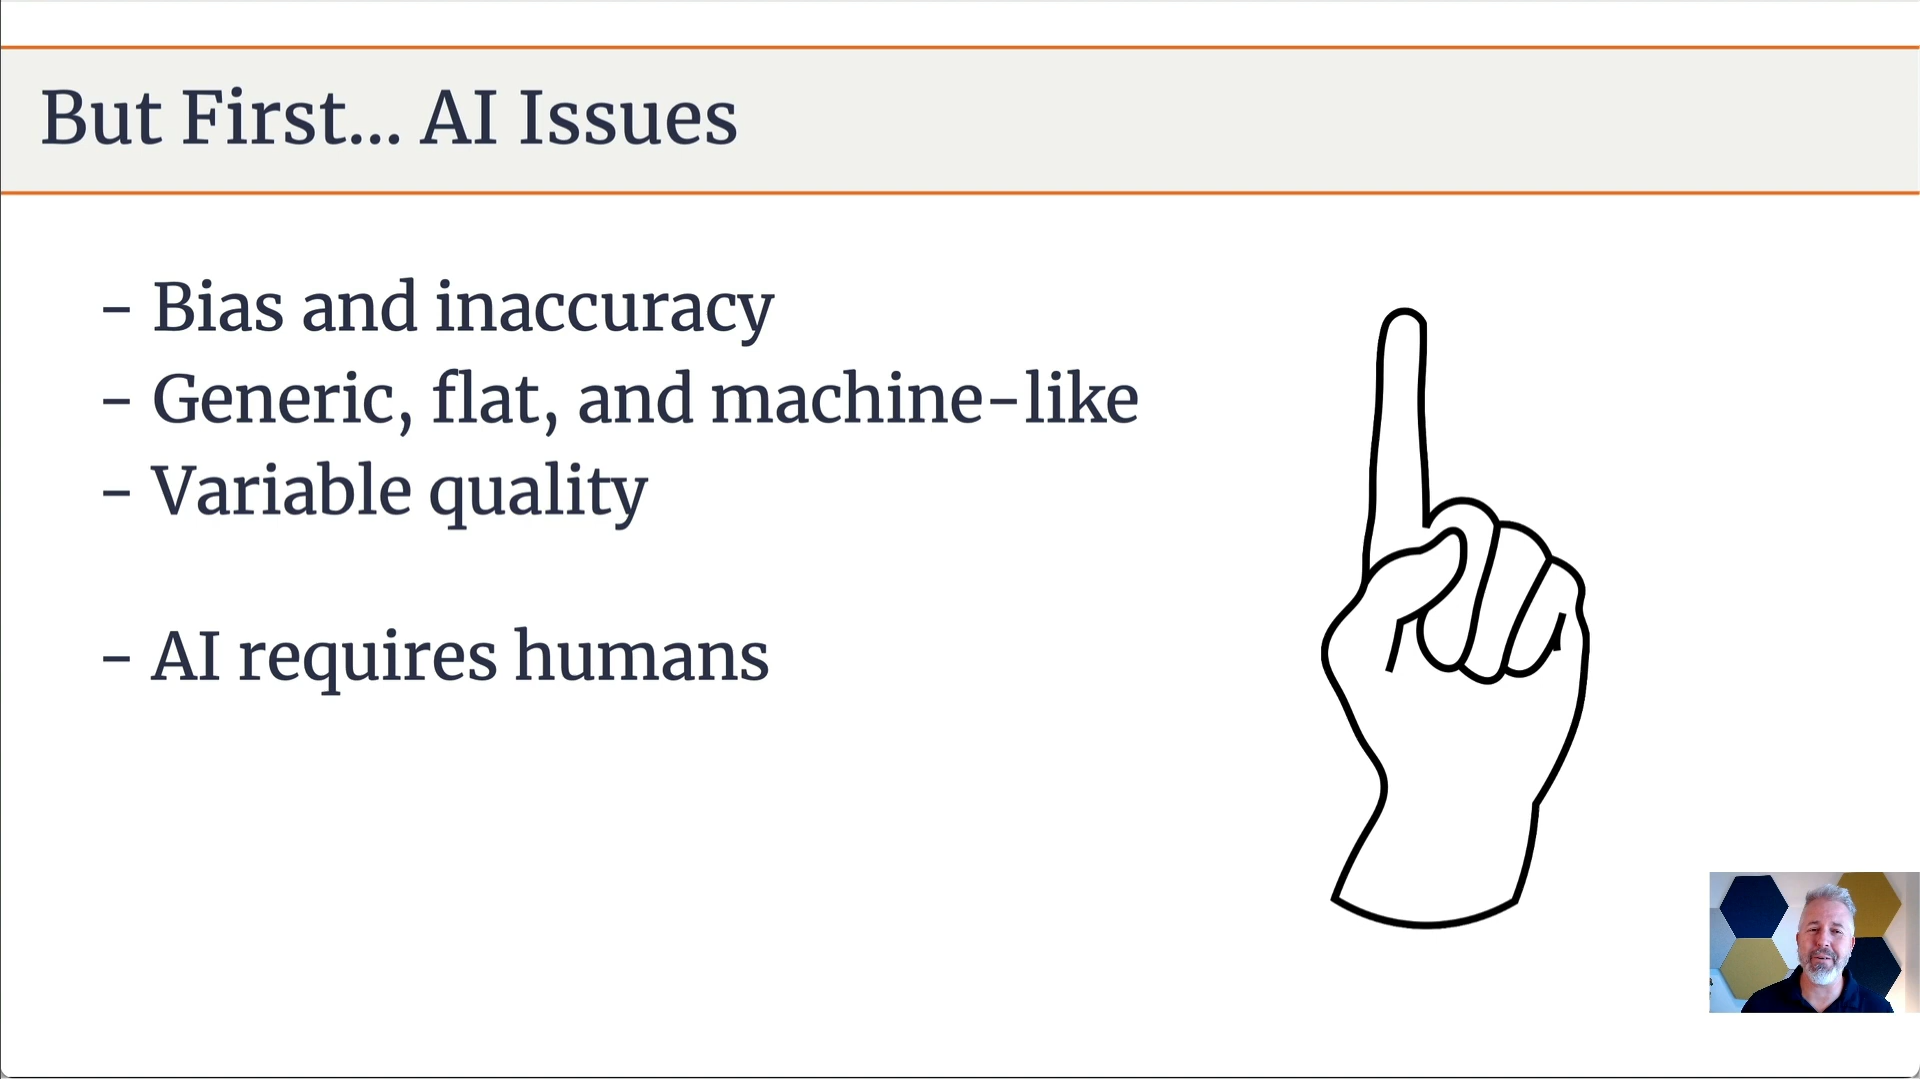 But First... AI Issues
- Bias and inaccuracy
- Generic, flat, and machine-like
- Variable quality
- AI requires humans